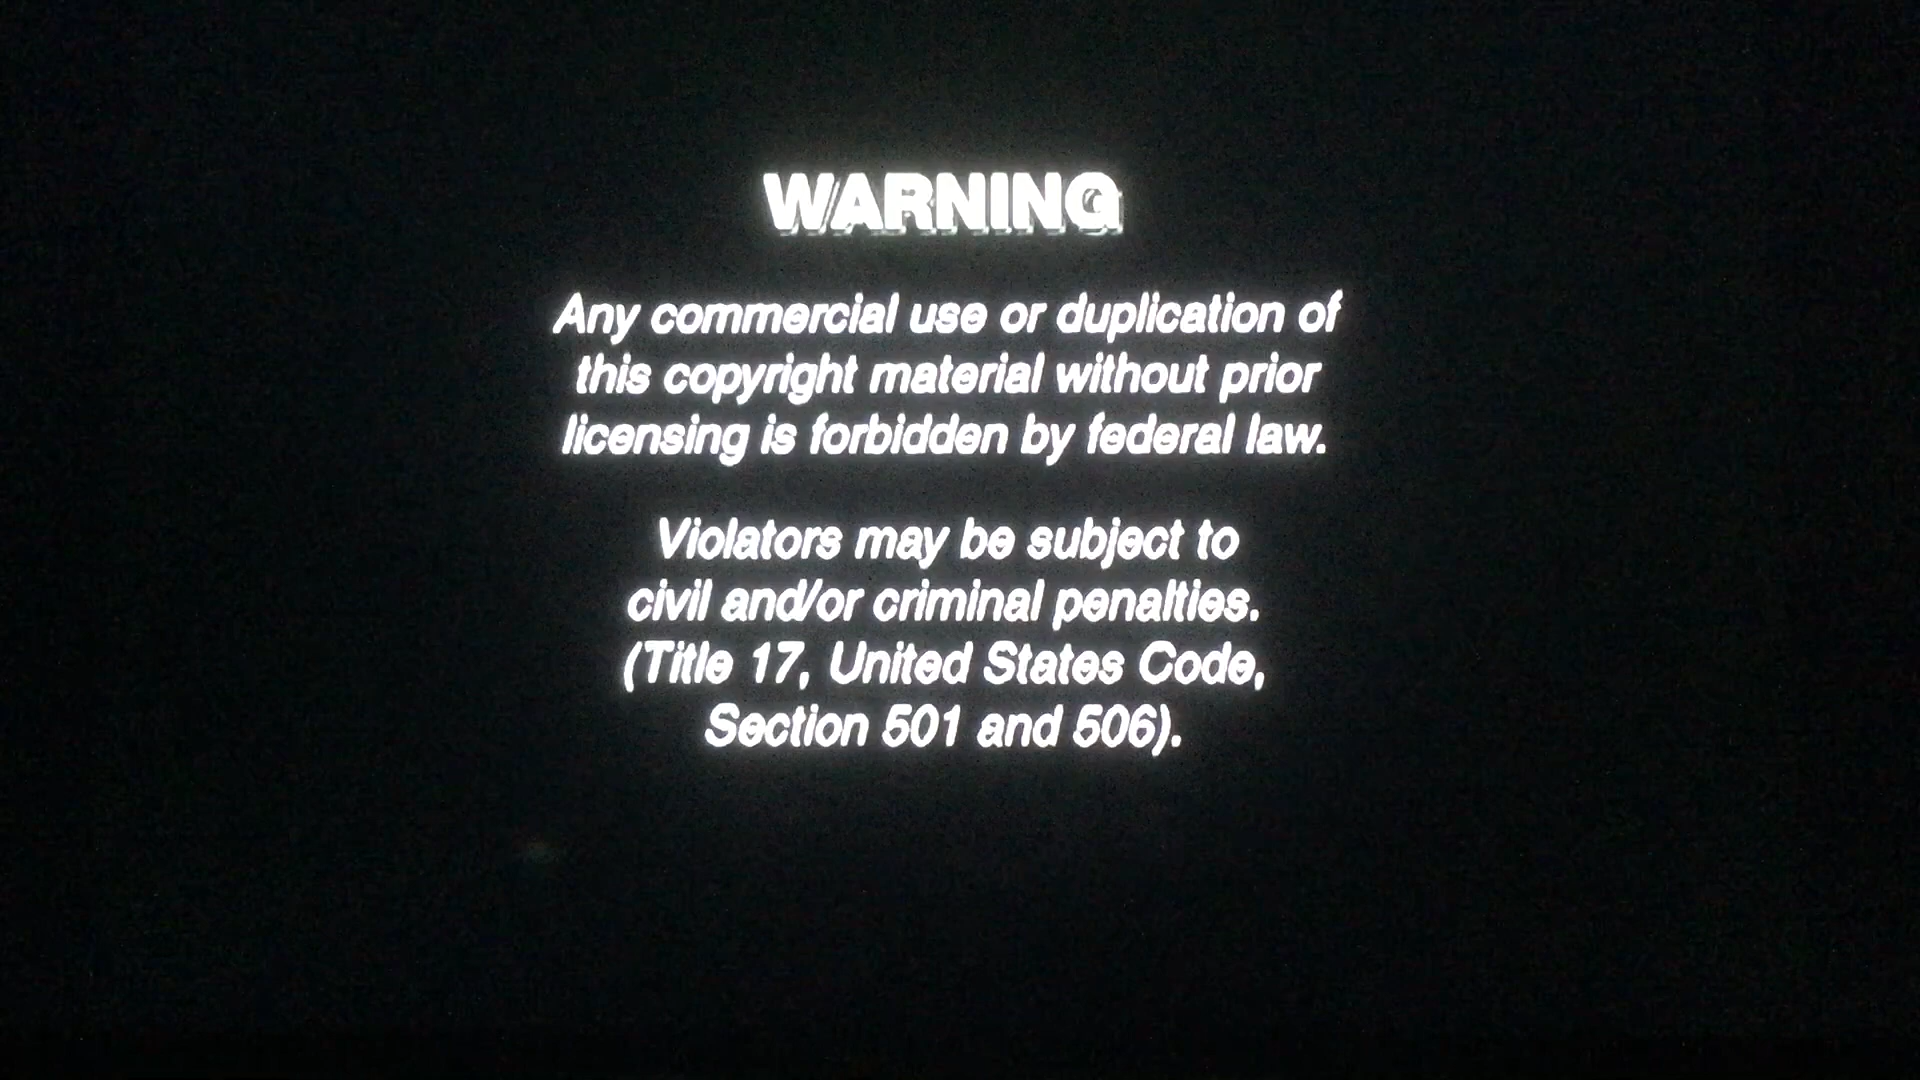 WARNING
Any commercial use or duplication of
this copyright material without prior
licensing is forbidden by federal law.
Violators may be subject to
civil and/or criminal penalties.
(Title 17, United States Code,
Section 501 and 506).